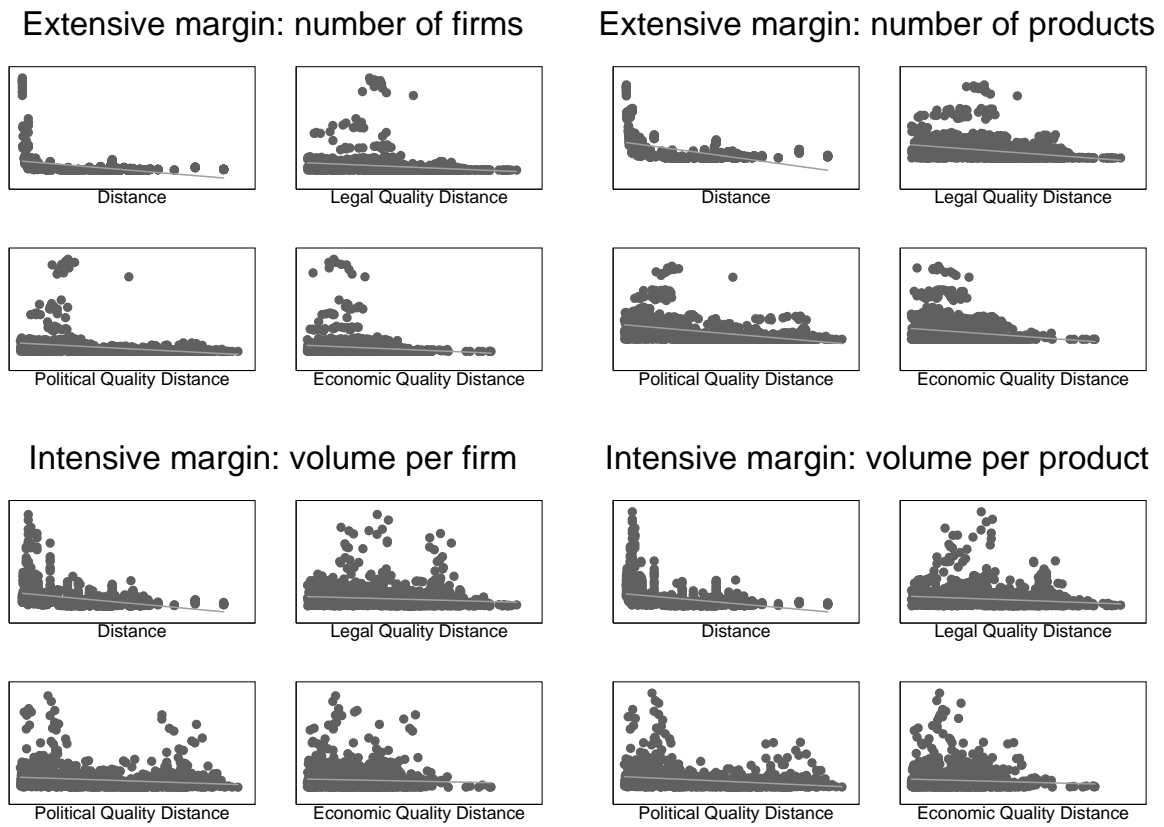 Extensive margin: number of firms
Distance
Legal Quality Distance
Political Quality Distance
Economic Quality Distance
Extensive margin: number of products
Distance
Legal Quality Distance
Political Quality Distance
Economic Quality Distance
Intensive margin: volume per firm
Distance
Legal Quality Distance
Political Quality Distance
Economic Quality Distance
Intensive margin: volume per product
Distance
Legal Quality Distance
Political Quality Distance
Economic Quality Distance